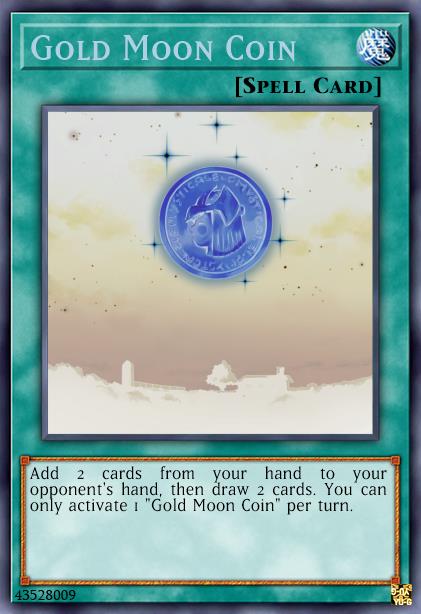 Gold Moon Coin
魔
[Spell Card]
Add 2 cards from your hand to your
opponent's hand, then draw 2 cards. You can
only activate 1 "Gold Moon Coin" per turn.
43528009